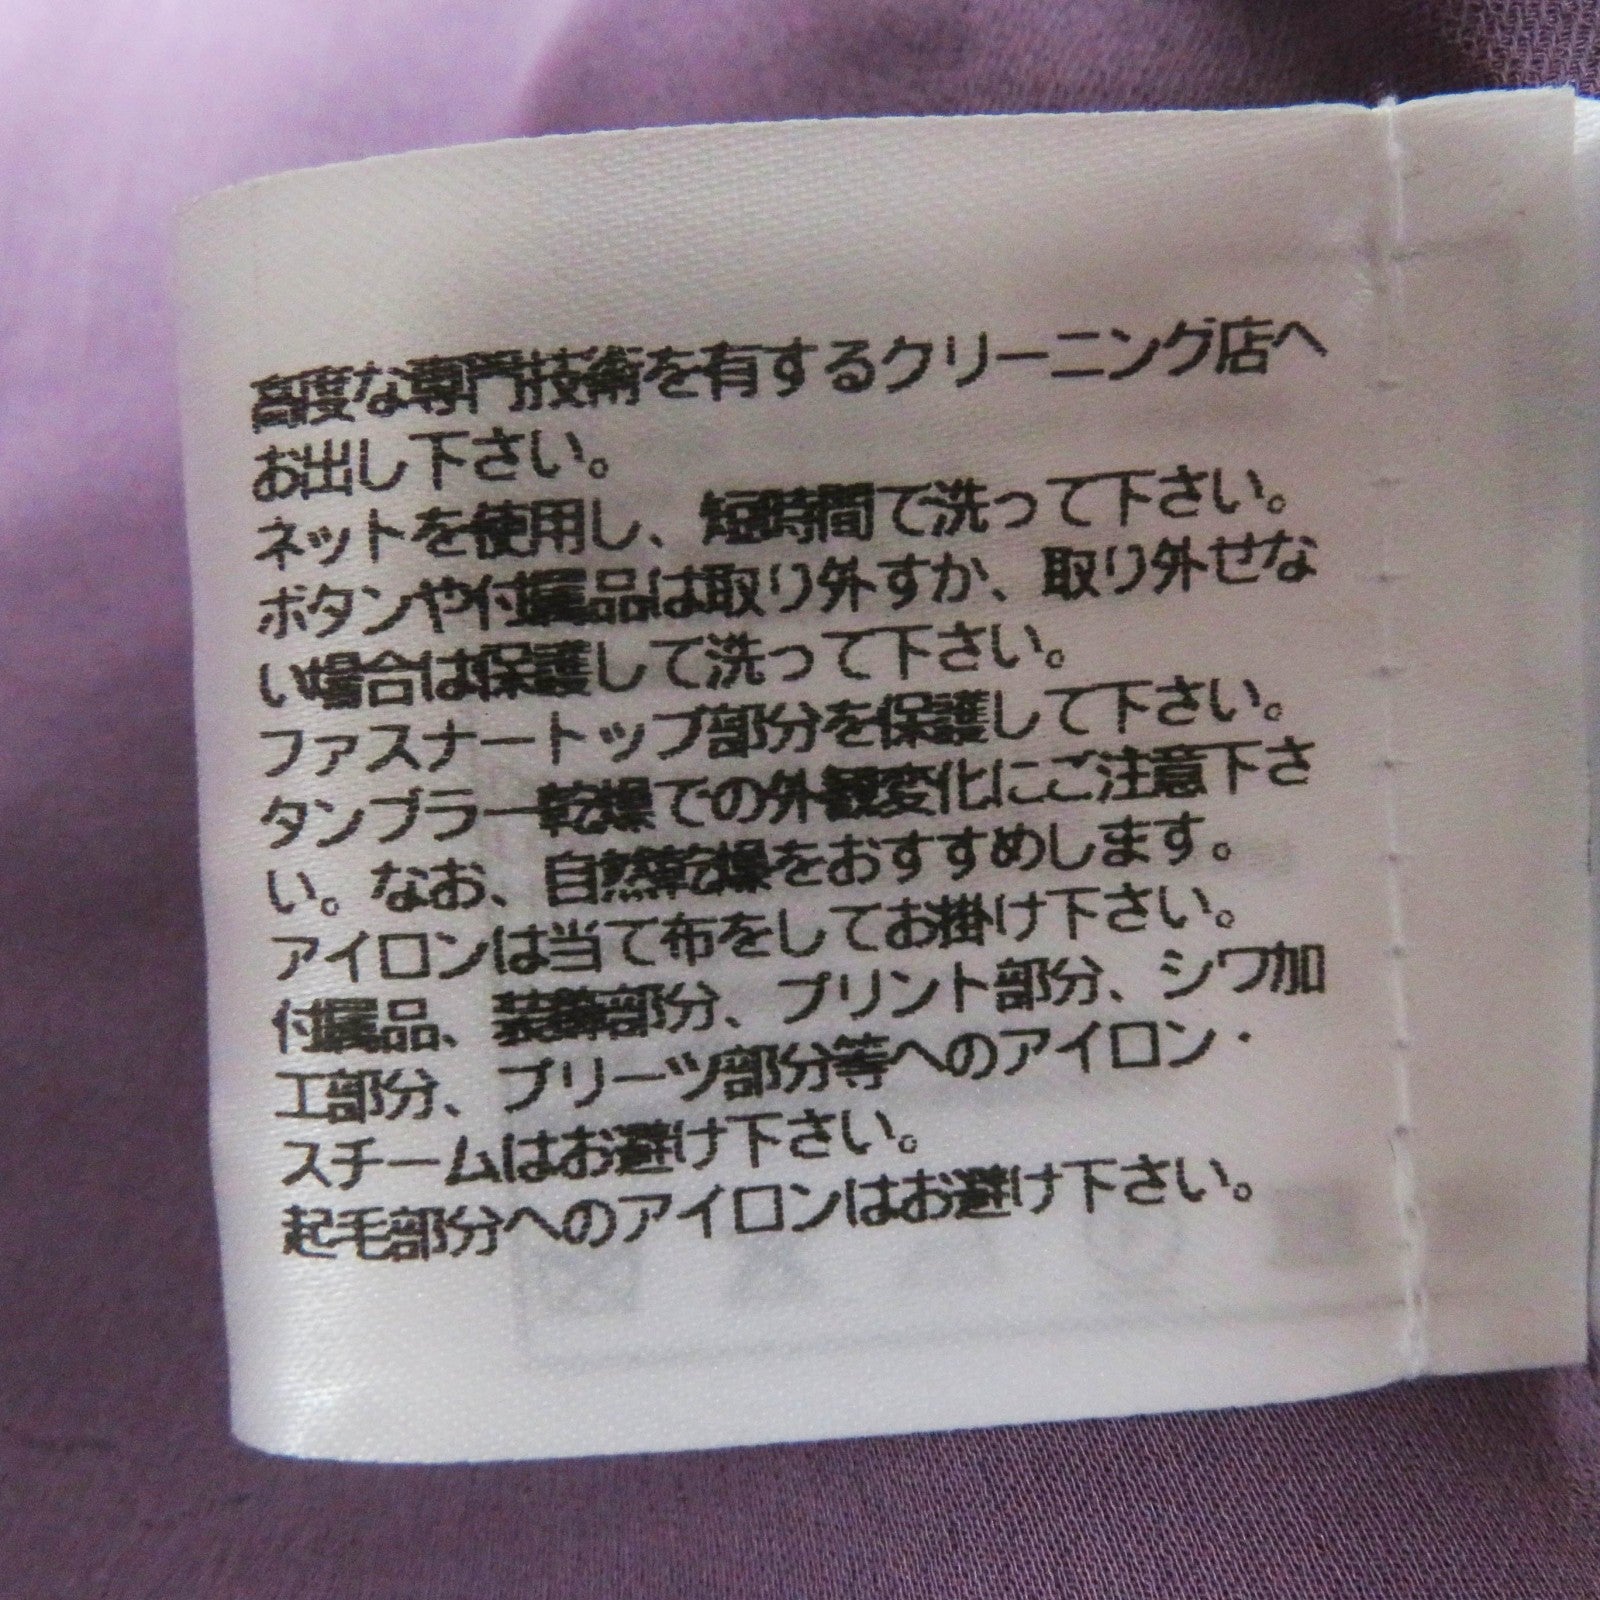 高度な専門技術を有するクリーニング店へ
お出し下さい。
ネットを使用し、短時間で洗って下さい。
ボタンや付属品は取り外すか、取り外せな
い場合は保護して洗って下さい。
ファスナートップ部分を保護して下さい。
タンブラー乾燥での外観変化にご注意下さ
い。なお、自然乾燥をおすすめします。
アイロンは当て布をしてお掛け下さい。
付属品、装飾部分、プリント部分、シワ加
工部分、プリーツ部分等へのアイロン・
スチームはお避け下さい。
起毛部分へのアイロンはお避け下さい。